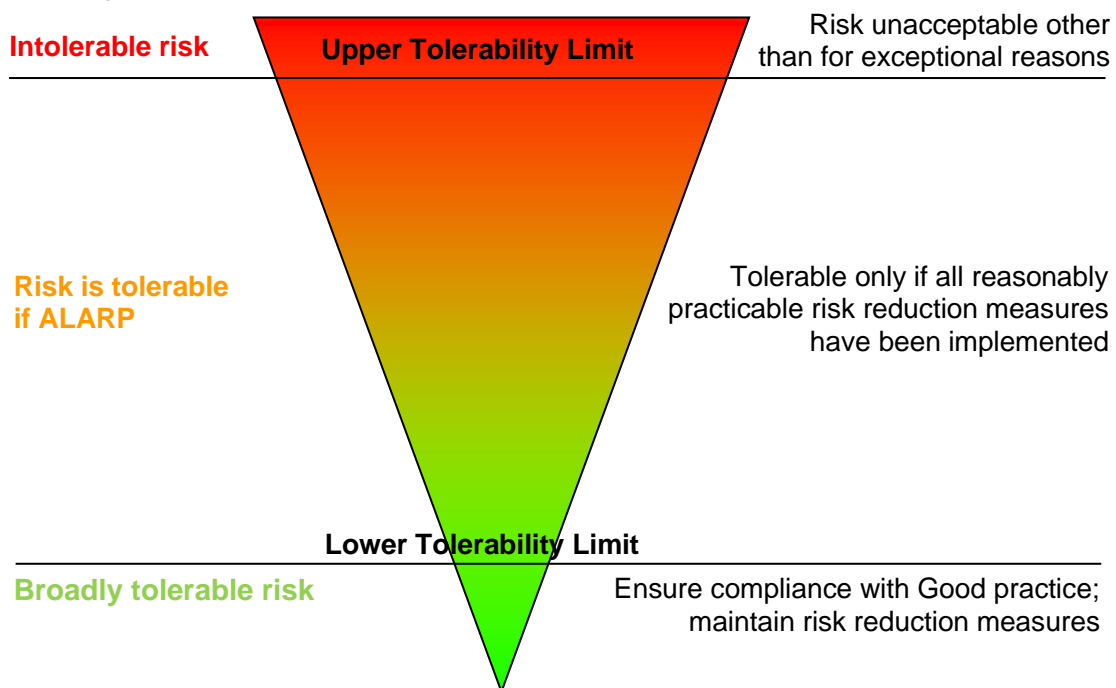 Intolerable risk
Upper Tolerability Limit
Risk unacceptable other
than for exceptional reasons
Risk is tolerable
if ALARP
Tolerable only if all reasonably
practicable risk reduction measures
have been implemented
Lower Tolerability Limit
Broadly tolerable risk
Ensure compliance with Good practice;
maintain risk reduction measures